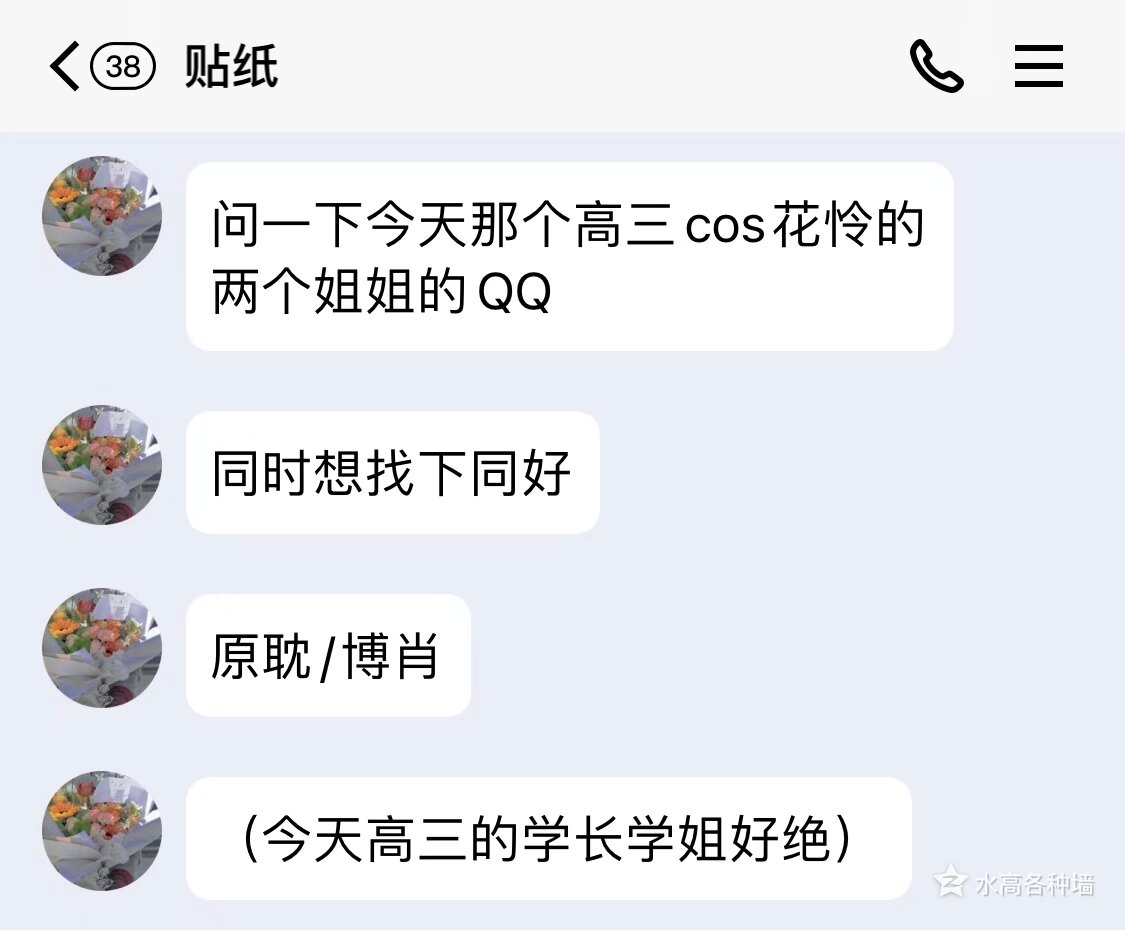 38 贴纸
问一下今天那个高三cos花怜的
两个姐姐的QQ
同时想找下同好
原耽/博肖
（今天高三的学长学姐好绝）
水高各种墙